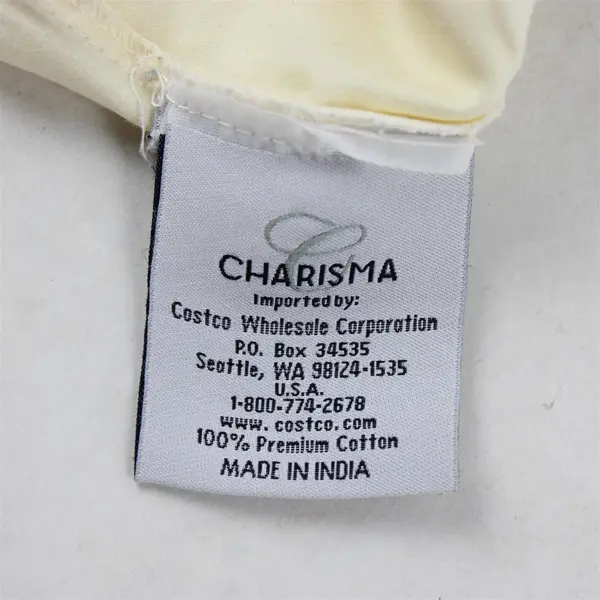 CHARISMA
Imported by:
Costco Wholesale Corporation
P.O. Box 34535
Seattle, WA 98124-1535
U.S.A.
1-800-774-2678
www. costco. com
100% Premium Cotton
MADE IN INDIA